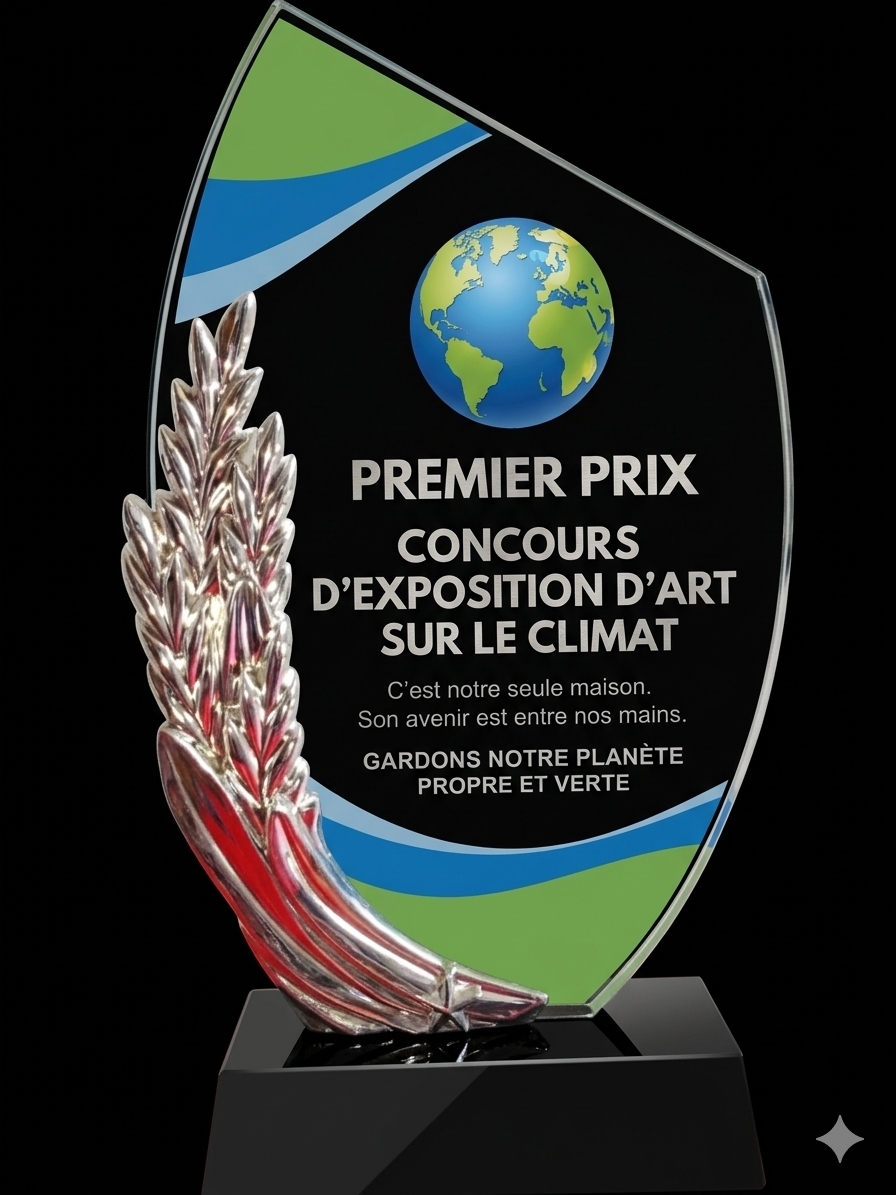 PREMIER PRIX
CONCOURS
D’EXPOSITION D’ART
SUR LE CLIMAT
C’est notre seule maison.
Son avenir est entre nos mains.
GARDONS NOTRE PLANÈTE
PROPRE ET VERTE